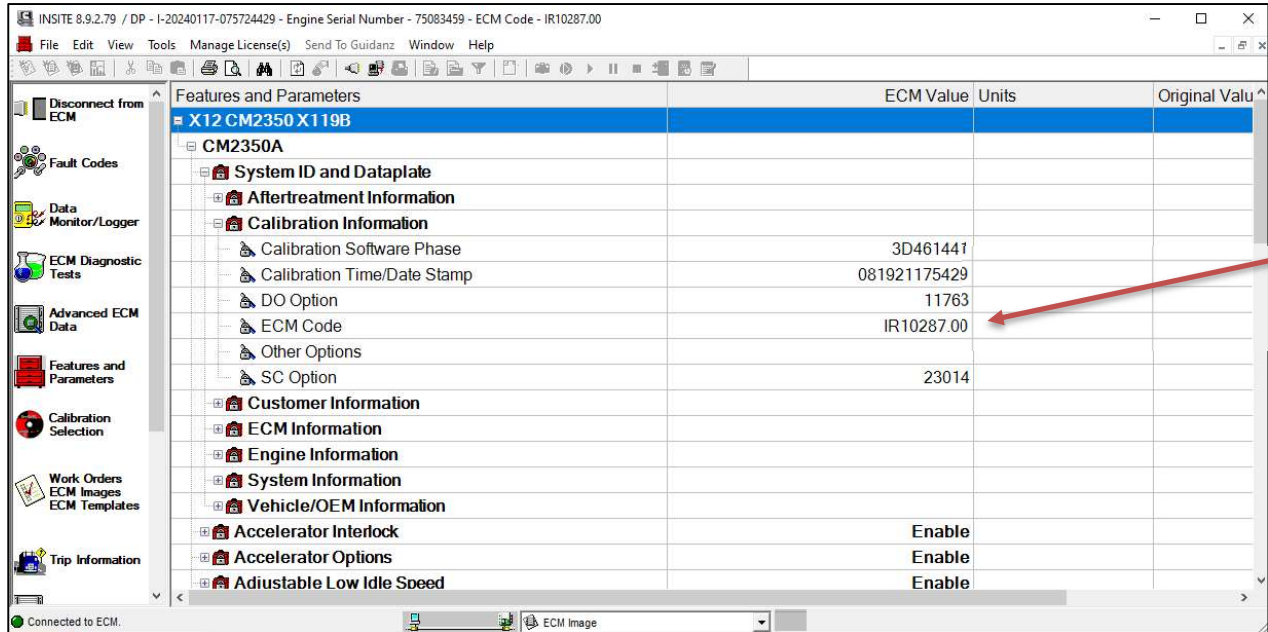 INSITE 8.9.2.79 / DP - I-20240117-075724429 - Engine Serial Number - 75083459 - ECM Code - IR10287.00
File Edit View Tools Manage License(s) Send To Guidanz Window Help
Disconnect from
ECM
Fault Codes
Data
Monitor/Logger
ECM Diagnostic
Tests
Advanced ECM
Data
Features and
Parameters
Calibration
Selection
Work Orders
ECM Images
ECM Templates
Trip Information
Features and Parameters ECM Value Units Original Valu
X12 CM2350 X119B
CM2350A
System ID and Dataplate
Aftertreatment Information
Calibration Information
Calibration Software Phase 3D461441
Calibration Time/Date Stamp 081921175429
DO Option 11763
ECM Code IR10287.00
Other Options
SC Option 23014
Customer Information
ECM Information
Engine Information
System Information
Vehicle/OEM Information
Accelerator Interlock Enable
Accelerator Options Enable
Adjustable Low Idle Speed Enable
Connected to ECM. ECM Image